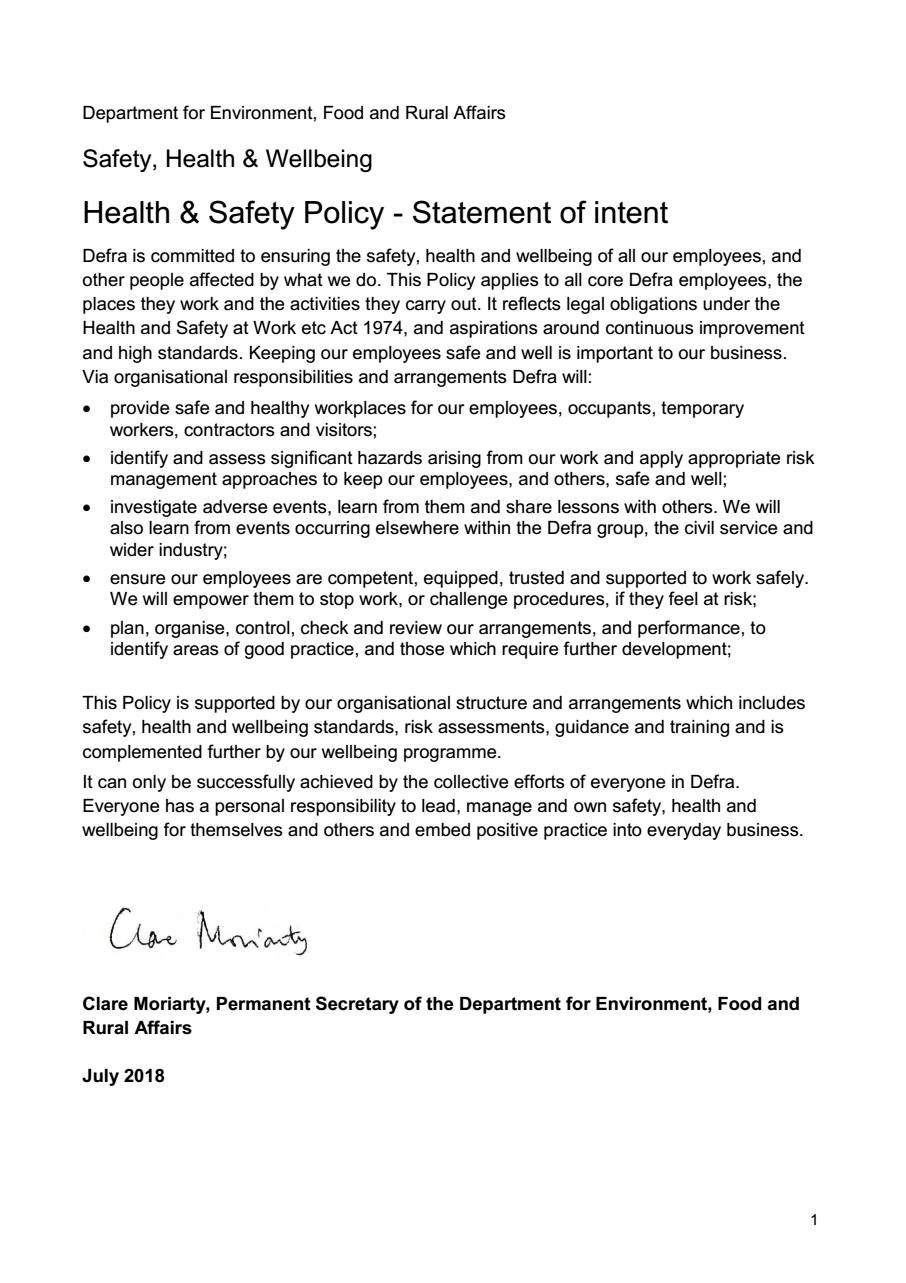 Department for Environment, Food and Rural Affairs
Safety, Health & Wellbeing
Health & Safety Policy - Statement of intent
Defra is committed to ensuring the safety, health and wellbeing of all our employees, and
other people affected by what we do. This Policy applies to all core Defra employees, the
places they work and the activities they carry out. It reflects legal obligations under the
Health and Safety at Work etc Act 1974, and aspirations around continuous improvement
and high standards. Keeping our employees safe and well is important to our business.
Via organisational responsibilities and arrangements Defra will:
• provide safe and healthy workplaces for our employees, occupants, temporary
workers, contractors and visitors;
• identify and assess significant hazards arising from our work and apply appropriate risk
management approaches to keep our employees, and others, safe and well;
• investigate adverse events, learn from them and share lessons with others. We will
also learn from events occurring elsewhere within the Defra group, the civil service and
wider industry;
• ensure our employees are competent, equipped, trusted and supported to work safely.
We will empower them to stop work, or challenge procedures, if they feel at risk;
• plan, organise, control, check and review our arrangements, and performance, to
identify areas of good practice, and those which require further development;
This Policy is supported by our organisational structure and arrangements which includes
safety, health and wellbeing standards, risk assessments, guidance and training and is
complemented further by our wellbeing programme.
It can only be successfully achieved by the collective efforts of everyone in Defra.
Everyone has a personal responsibility to lead, manage and own safety, health and
wellbeing for themselves and others and embed positive practice into everyday business.
Clare Moriarty
Clare Moriarty, Permanent Secretary of the Department for Environment, Food and
Rural Affairs
July 2018
1